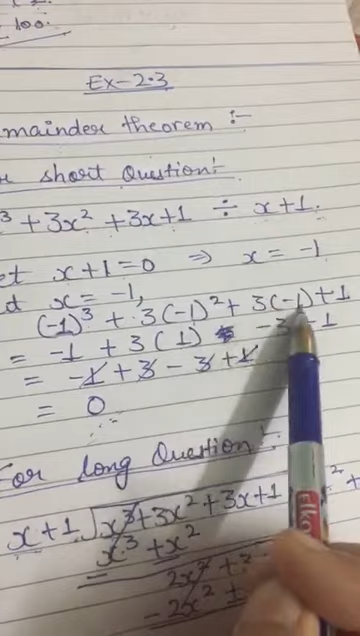 100.
Ex-2.3
mainder theorem :-
short Question:-
3 + 3x² + 3x + 1 ÷ x+1.
et x+1 = 0 ⇒ x = -1
x = -1,
(-1)³ + 3(-1)² + 3(-1) + 1
= -1 + 3(1) - 3 + 1
= -1 + 3 - 3 + 1
= 0
For long Question:
x+1 x³ + 3x² + 3x + 1
x³ + x²
2x² +
- 2x² ±
Elko